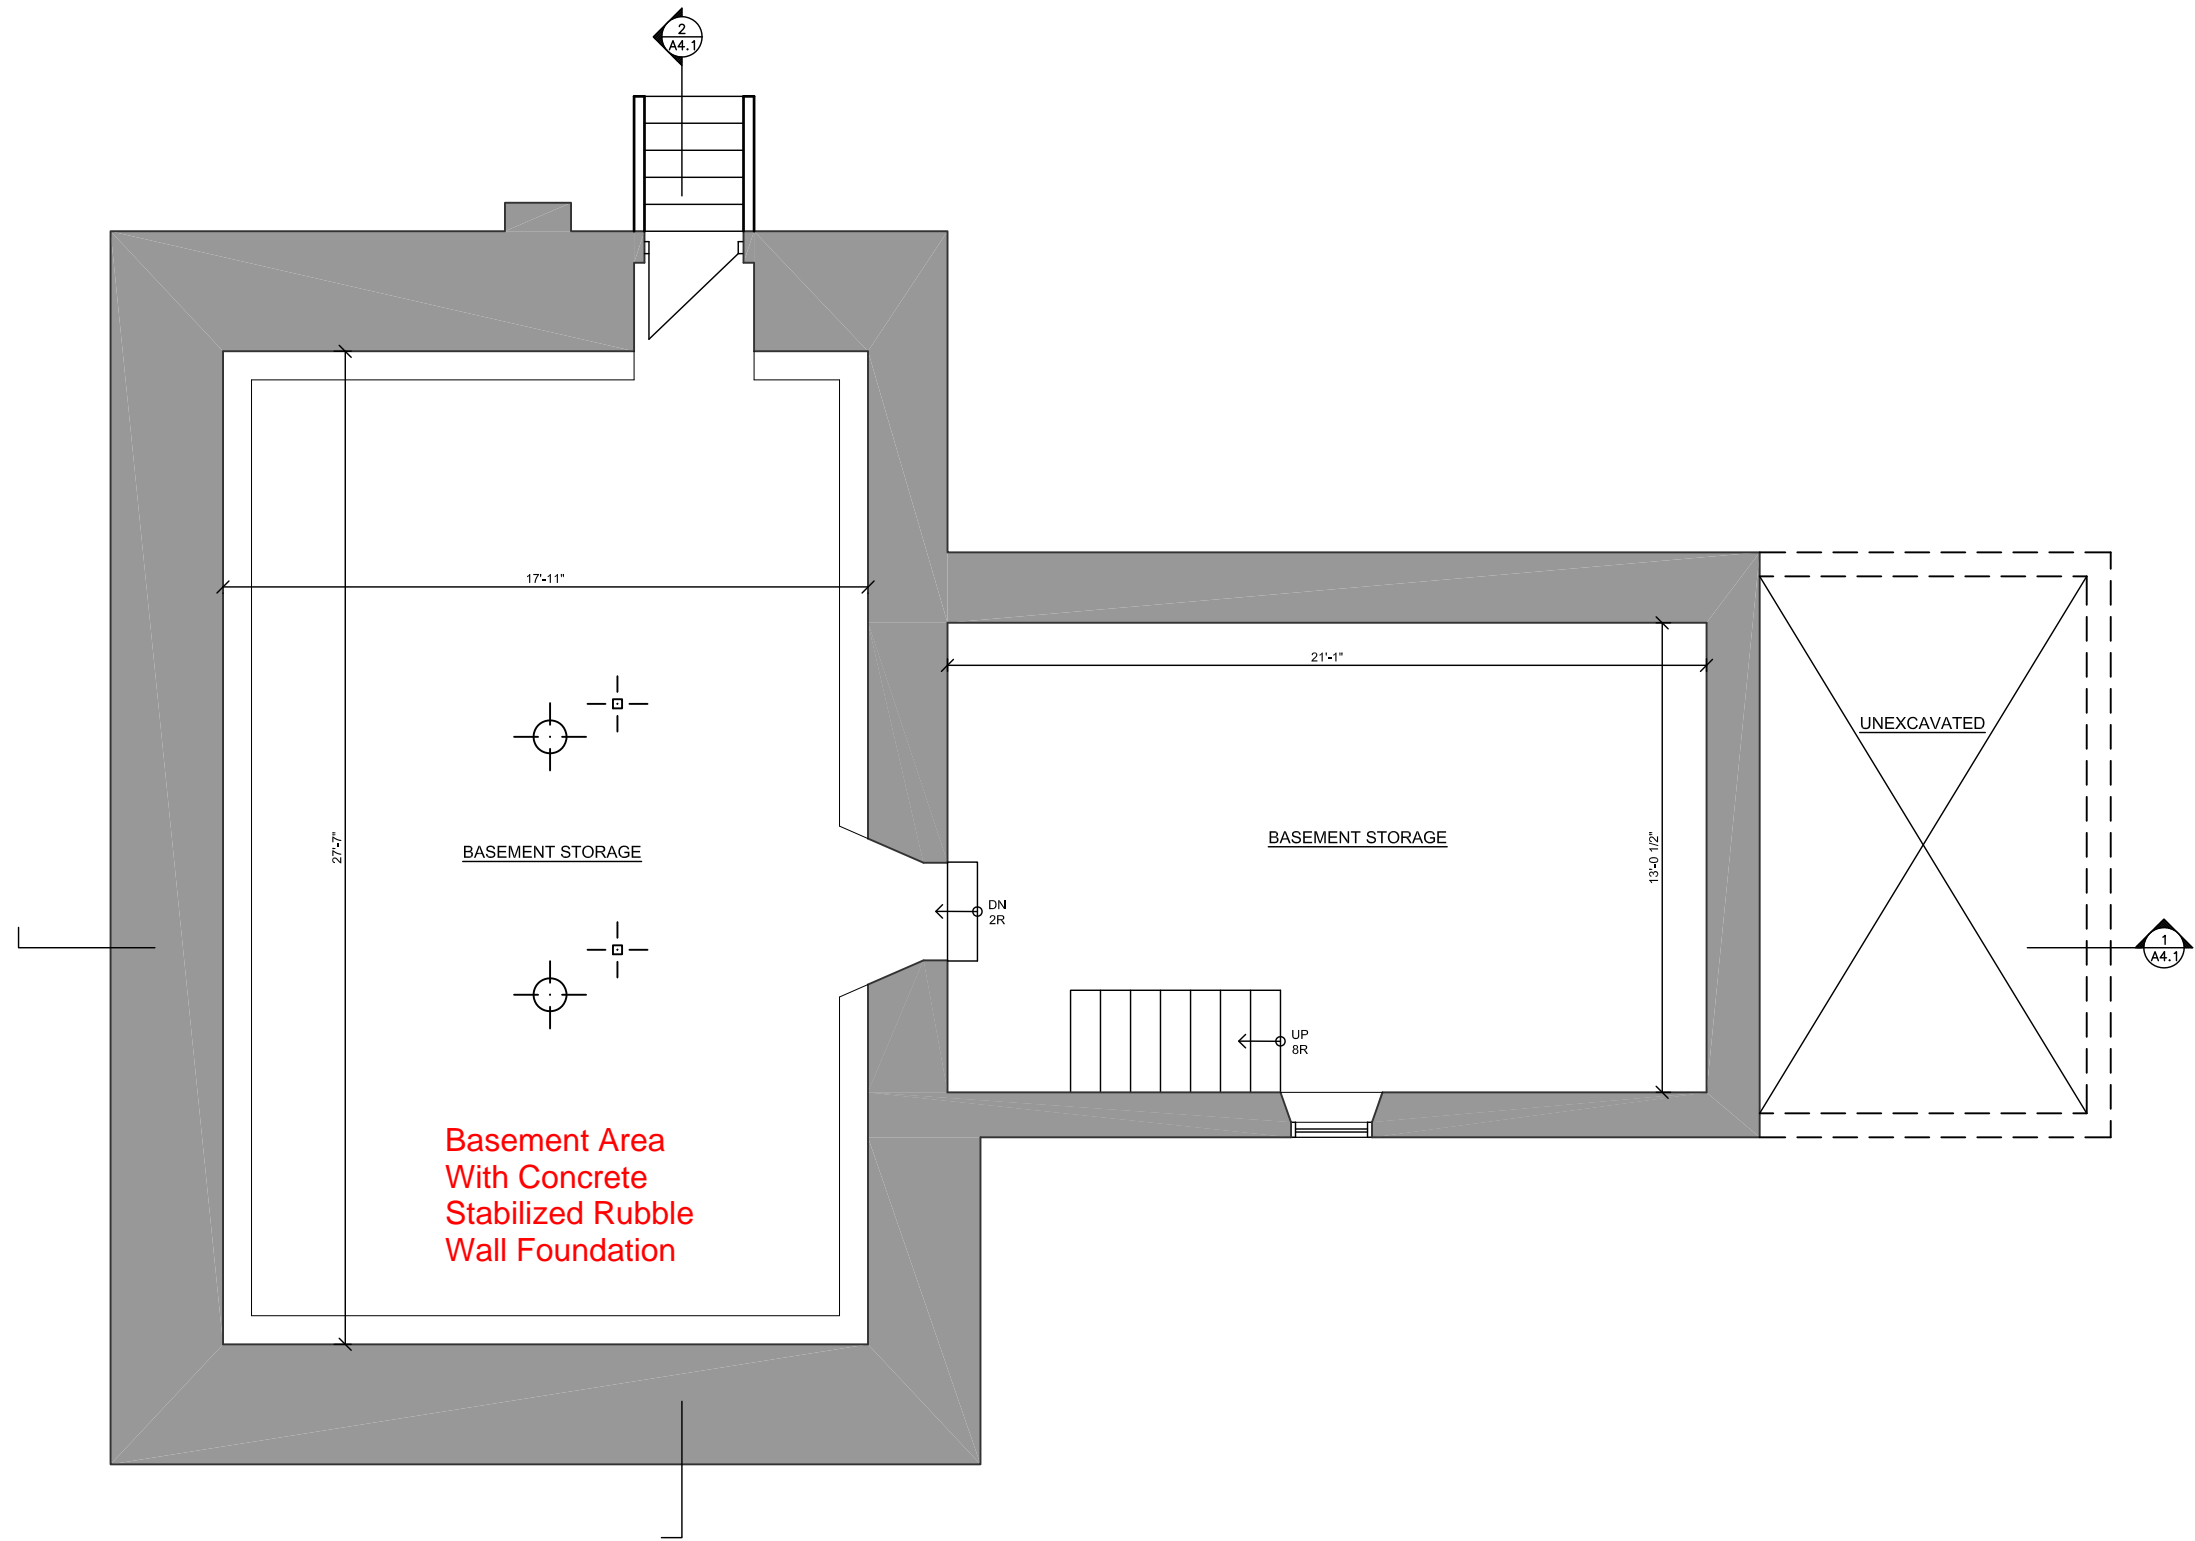 2
A4.1
17'-11"
21'-1"
UNEXCAVATED
27'-7"
BASEMENT STORAGE
BASEMENT STORAGE
13'-0 1/2"
DN
2R
1
A4.1
UP
8R
Basement Area
With Concrete
Stabilized Rubble
Wall Foundation